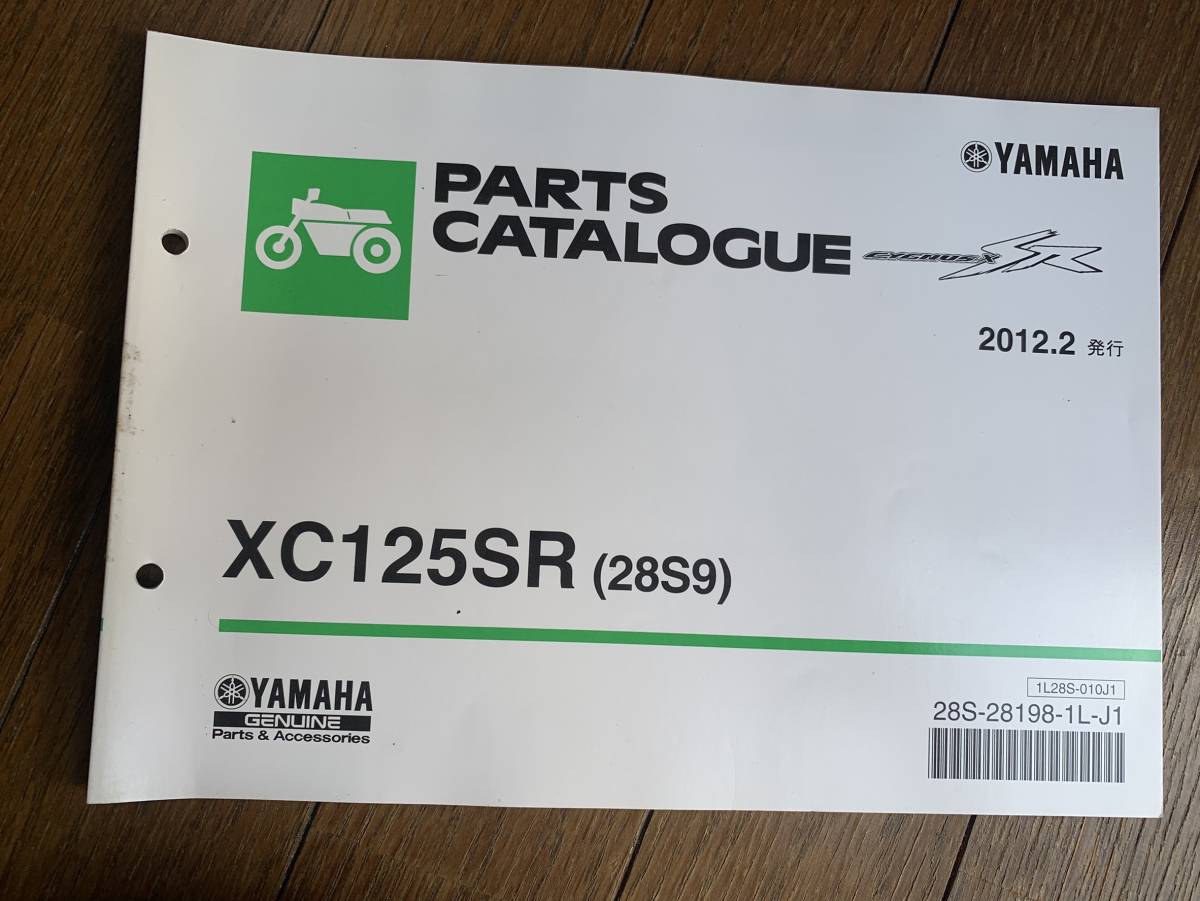 YAMAHA
PARTS
CATALOGUE
CYGNUS-X SR
2012.2 発行
XC125SR (28S9)
YAMAHA
GENUINE
Parts & Accessories
1L28S-010J1
28S-28198-1L-J1